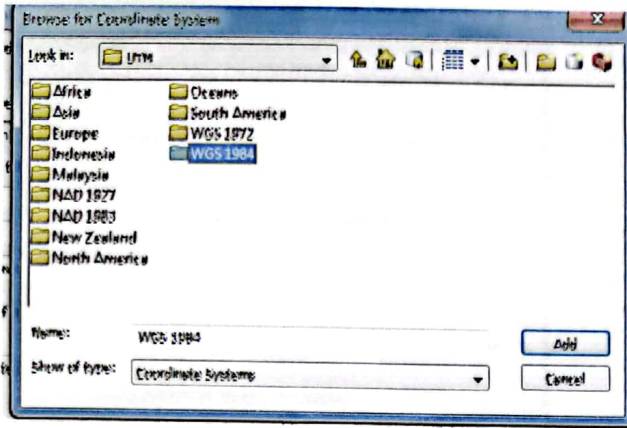 Browse for Coordinate System
Look in: UTM
Africa
Asia
Europe
Indonesia
Malaysia
NAD 1927
NAD 1983
New Zealand
North America
Oceans
South America
WGS 1972
WGS 1984
Name: WGS 1984
Add
Show of type: Coordinate Systems
Cancel